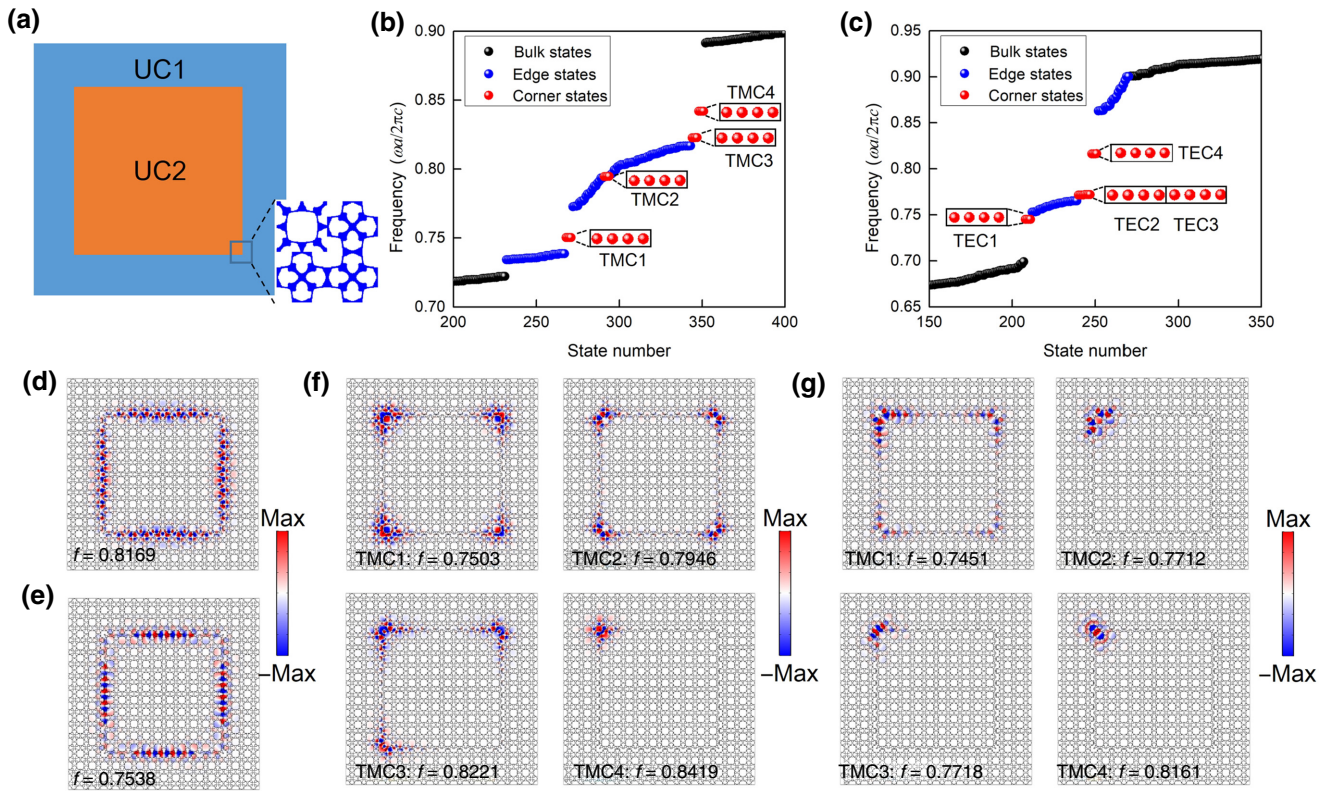 (a)
UC1
UC2
(b)
Frequency (ωa/2πc)
0.90
0.85
0.80
0.75
0.70
200
250
300
350
400
State number
Bulk states
Edge states
Corner states
TMC4
TMC3
TMC2
TMC1
(c)
Frequency (ωa/2πc)
0.90
0.95
0.90
0.85
0.80
0.75
0.70
0.65
150
200
250
300
350
State number
Bulk states
Edge states
Corner states
TEC4
TEC1
TEC2
TEC3
(d)
f = 0.8169
Max
–Max
(e)
f = 0.7538
(f)
TMC1: f = 0.7503
TMC2: f = 0.7946
TMC3: f = 0.8221
TMC4: f = 0.8419
Max
–Max
(g)
TMC1: f = 0.7451
TMC2: f = 0.7712
TMC3: f = 0.7718
TMC4: f = 0.8161
Max
–Max